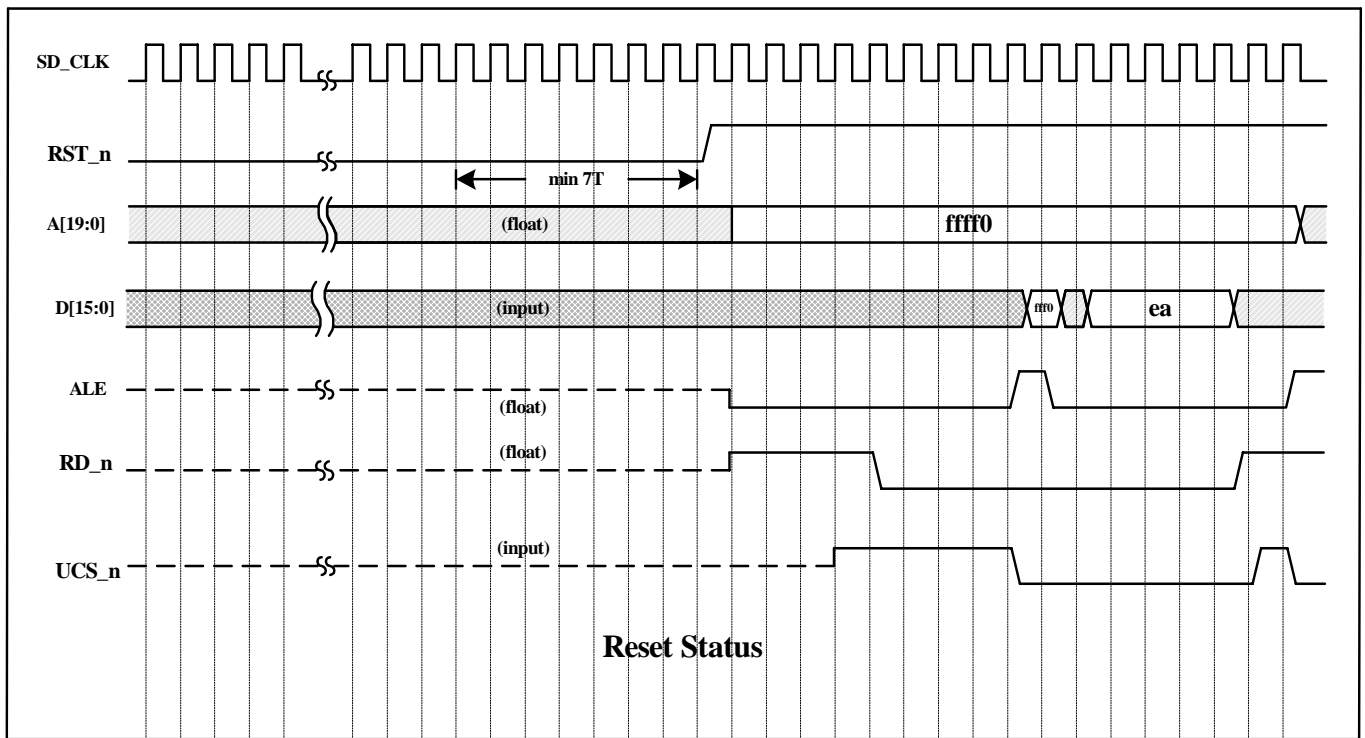 SD_CLK
RST_n
min 7T
A[19:0]
(float)
ffff0
D[15:0]
(input)
fff0
ea
ALE
(float)
(float)
RD_n
(input)
UCS_n
Reset Status